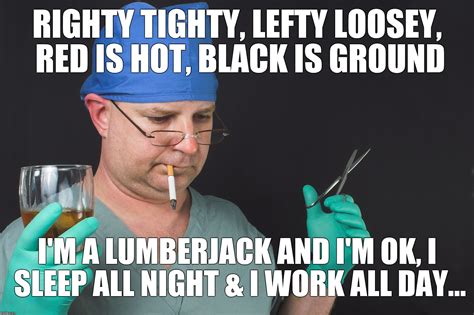 RIGHTY TIGHTY, LEFTY LOOSEY,
RED IS HOT, BLACK IS GROUND
I'M A LUMBERJACK AND I'M OK, I
SLEEP ALL NIGHT & I WORK ALL DAY...